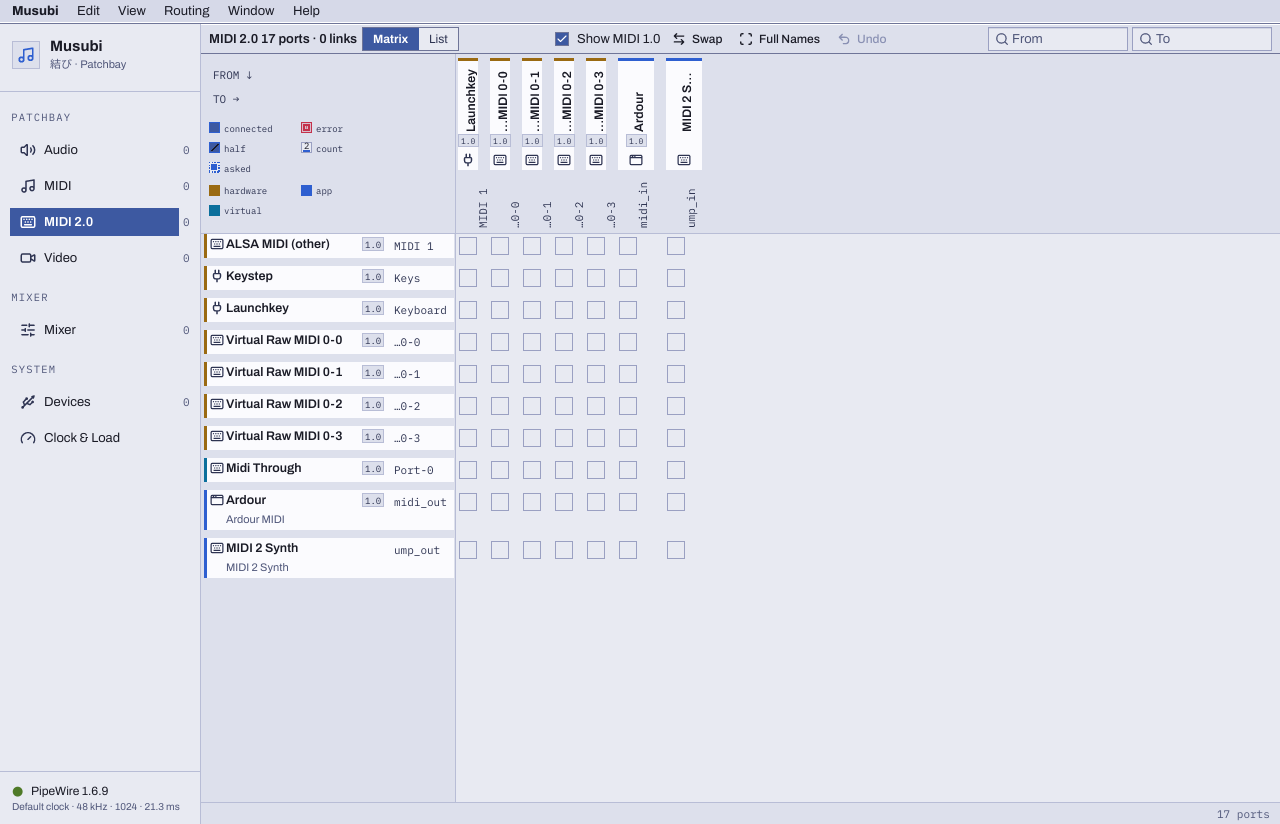 Musubi Edit View Routing Window Help
Musubi
結び · Patchbay
MIDI 2.0 17 ports · 0 links Matrix List Show MIDI 1.0 Swap Full Names Undo From To
PATCHBAY
Audio 0
MIDI 0
MIDI 2.0 0
Video 0
MIXER
Mixer 0
SYSTEM
Devices 0
Clock & Load
PipeWire 1.6.9
Default clock · 48 kHz · 1024 · 21.3 ms
FROM ↓
TO →
connected error
half 2 count
asked
hardware app
virtual
Launchkey 1.0 MIDI 1
…MIDI 0-0 1.0 …0-0
…MIDI 0-1 1.0 …0-1
…MIDI 0-2 1.0 …0-2
…MIDI 0-3 1.0 …0-3
Ardour 1.0 midi_in
MIDI 2 S… ump_in
ALSA MIDI (other) 1.0 MIDI 1
Keystep 1.0 Keys
Launchkey 1.0 Keyboard
Virtual Raw MIDI 0-0 1.0 …0-0
Virtual Raw MIDI 0-1 1.0 …0-1
Virtual Raw MIDI 0-2 1.0 …0-2
Virtual Raw MIDI 0-3 1.0 …0-3
Midi Through 1.0 Port-0
Ardour 1.0 midi_out
Ardour MIDI
MIDI 2 Synth ump_out
MIDI 2 Synth
17 ports